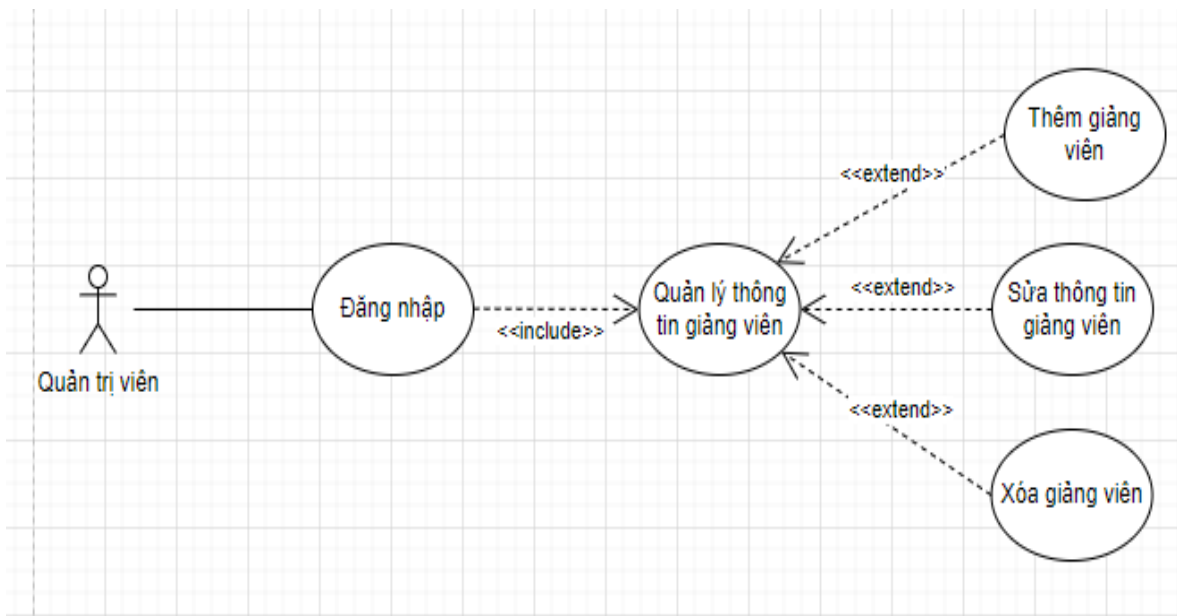 Thêm giảng
viên
<<extend>>
Đăng nhập
<<include>>
Quản lý thông
tin giảng viên
<<extend>>
Sửa thông tin
giảng viên
Quản trị viên
<<extend>>
Xóa giảng viên